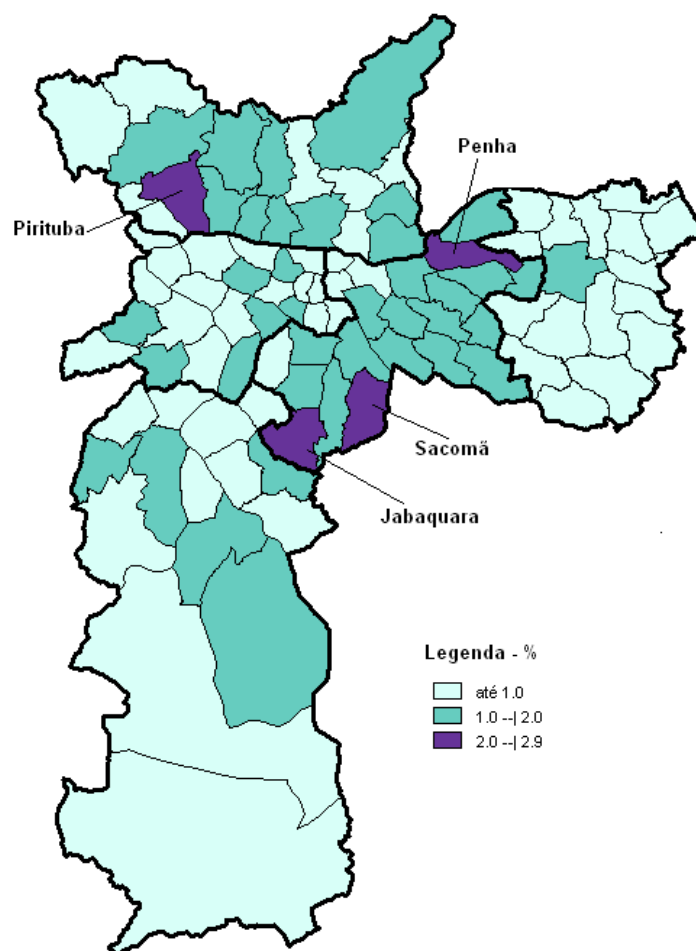 Penha
Pirituba
Sacomã
Jabaquara
Legenda - %
até 1.0
1.0 --| 2.0
2.0 --| 2.9